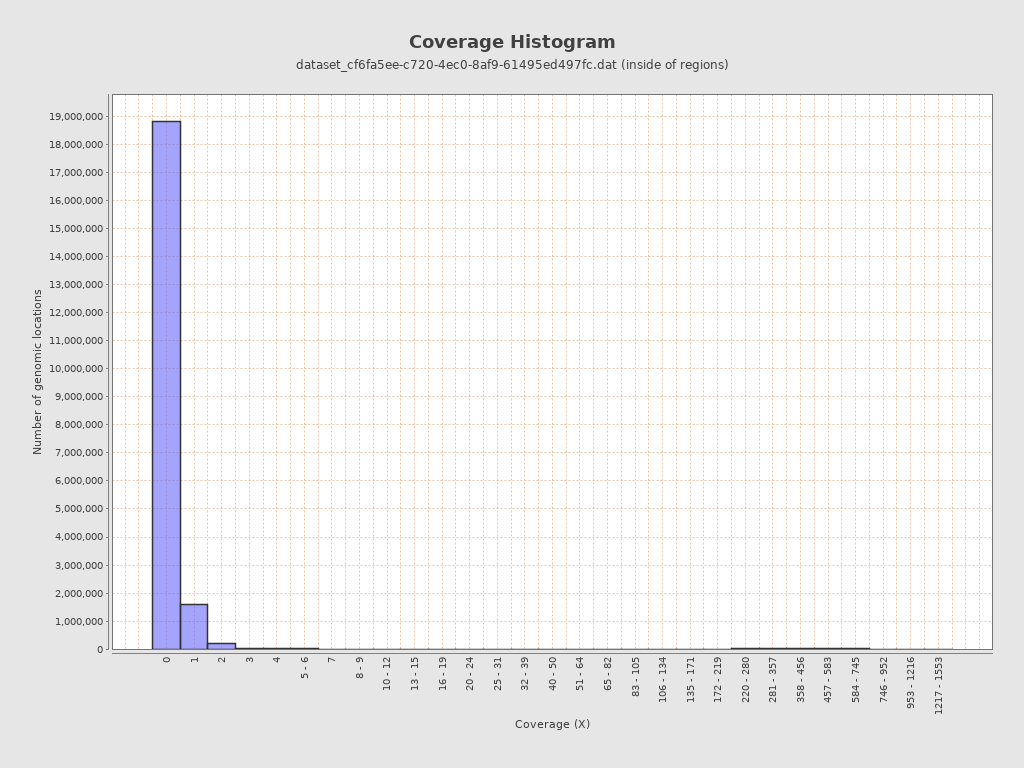 Coverage Histogram
dataset_cf6fa5ee-c720-4ec0-8af9-61495ed497fc.dat (inside of regions)
Number of genomic locations
19,000,000
18,000,000
17,000,000
16,000,000
15,000,000
14,000,000
13,000,000
12,000,000
11,000,000
10,000,000
9,000,000
8,000,000
7,000,000
6,000,000
5,000,000
4,000,000
3,000,000
2,000,000
1,000,000
0
0
1
2
3
4
5 - 6
7
8 - 9
10 - 12
13 - 15
16 - 19
20 - 24
25 - 31
32 - 39
40 - 50
51 - 64
65 - 82
83 - 105
106 - 134
135 - 171
172 - 219
220 - 280
281 - 357
358 - 456
457 - 583
584 - 745
746 - 952
953 - 1216
1217 - 1553
Coverage (X)